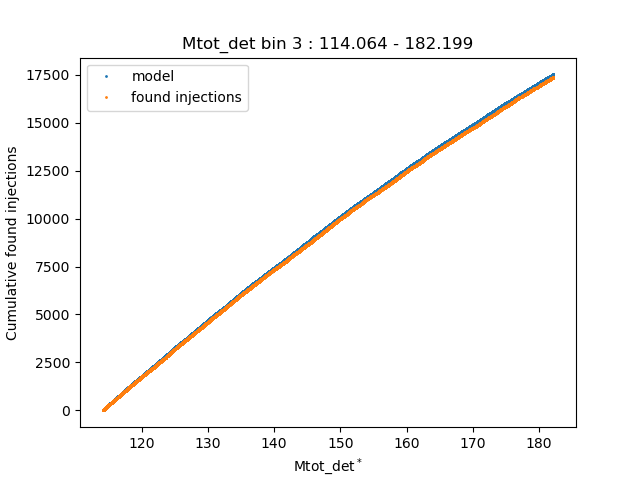 Mtot_det bin 3 : 114.064 - 182.199
model
found injections
Cumulative found injections
17500
15000
12500
10000
7500
5000
2500
0
120 130 140 150 160 170 180
Mtot_det*